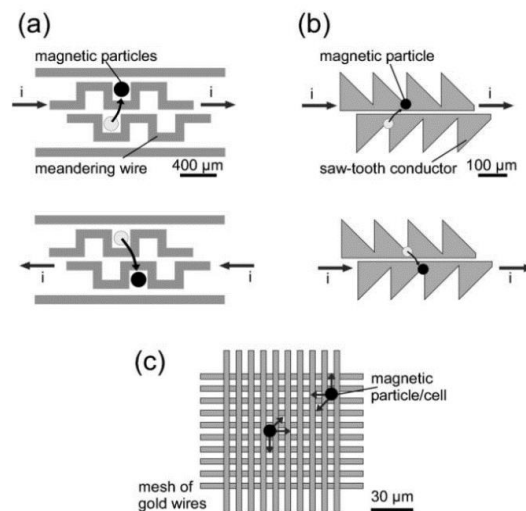 (a)
magnetic particles
i
i
meandering wire
400 µm
i
i
(b)
magnetic particle
i
i
saw-tooth conductor
100 µm
i
i
(c)
magnetic
particle/cell
mesh of
gold wires
30 µm